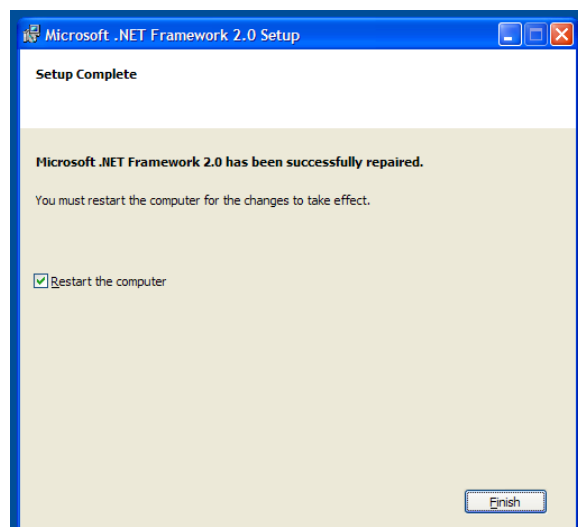 Microsoft .NET Framework 2.0 Setup
Setup Complete
Microsoft .NET Framework 2.0 has been successfully repaired.
You must restart the computer for the changes to take effect.
Restart the computer
Finish